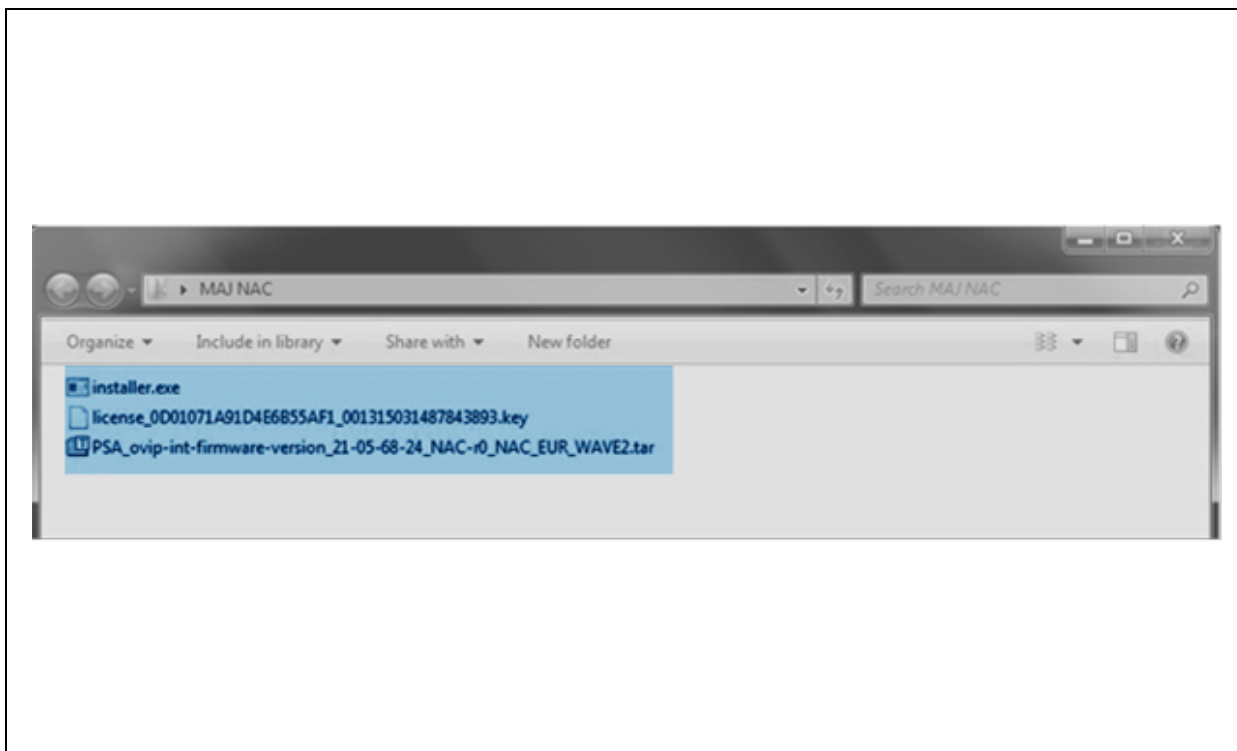 MAJ NAC
Search MAJ NAC
Organize Include in library Share with New folder
installer.exe
license_0D01071A91D4E6B55AF1_001315031487843893.key
PSA_ovip-int-firmware-version_21-05-68-24_NAC-r0_NAC_EUR_WAVE2.tar